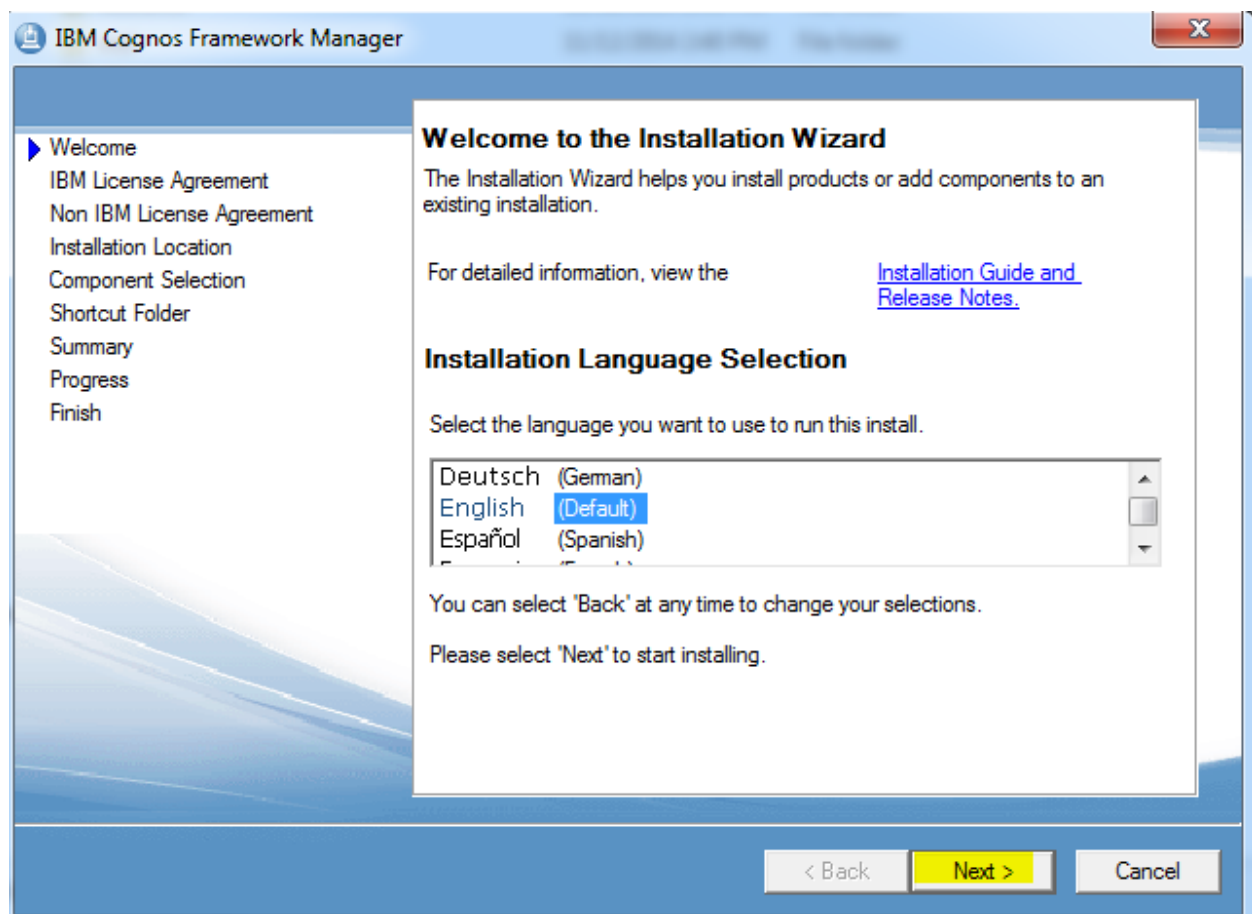 IBM Cognos Framework Manager
X
Welcome
IBM License Agreement
Non IBM License Agreement
Installation Location
Component Selection
Shortcut Folder
Summary
Progress
Finish
Welcome to the Installation Wizard
The Installation Wizard helps you install products or add components to an
existing installation.
For detailed information, view the
Installation Guide and
Release Notes.
Installation Language Selection
Select the language you want to use to run this install.
Deutsch (German)
English (Default)
Español (Spanish)
You can select 'Back' at any time to change your selections.
Please select 'Next' to start installing.
< Back
Next >
Cancel